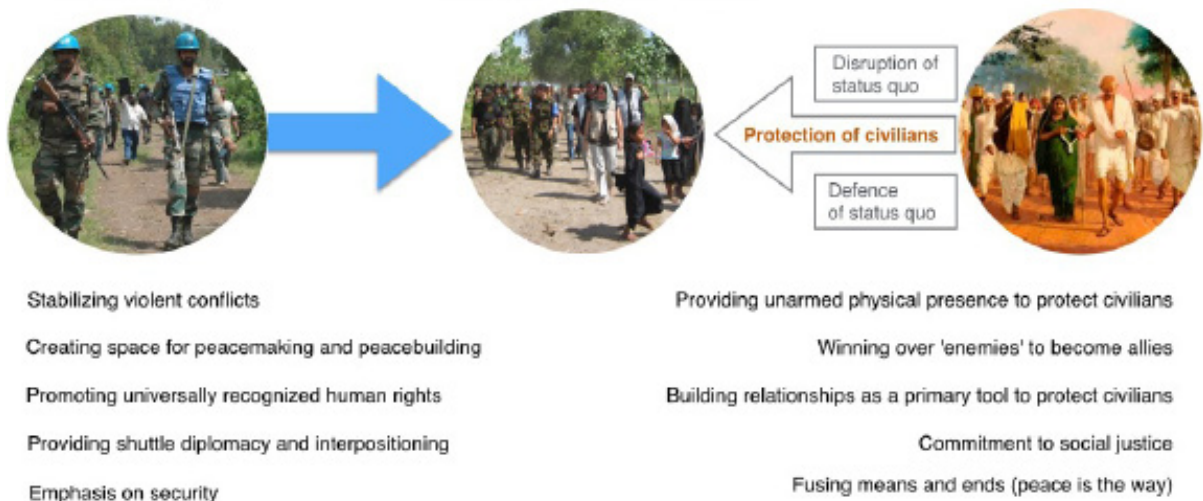 Disruption of
status quo
Protection of civilians
Defence
of status quo
Stabilizing violent conflicts
Creating space for peacemaking and peacebuilding
Promoting universally recognized human rights
Providing shuttle diplomacy and interpositioning
Emphasis on security
Providing unarmed physical presence to protect civilians
Winning over 'enemies' to become allies
Building relationships as a primary tool to protect civilians
Commitment to social justice
Fusing means and ends (peace is the way)